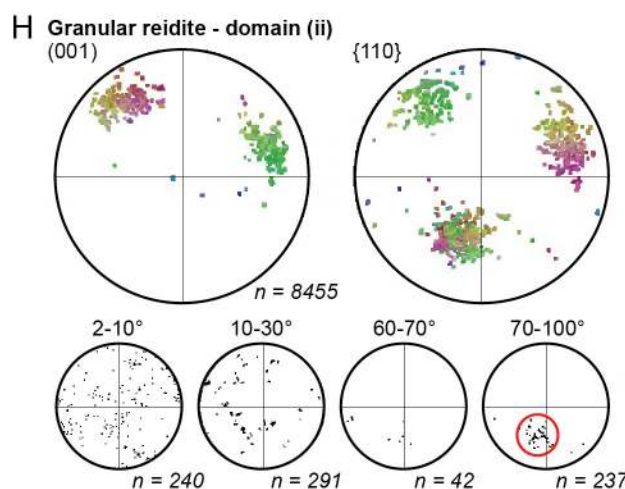 H Granular reidite - domain (ii)
(001) {110}
n = 8455
2-10° 10-30° 60-70° 70-100°
n = 240 n = 291 n = 42 n = 237